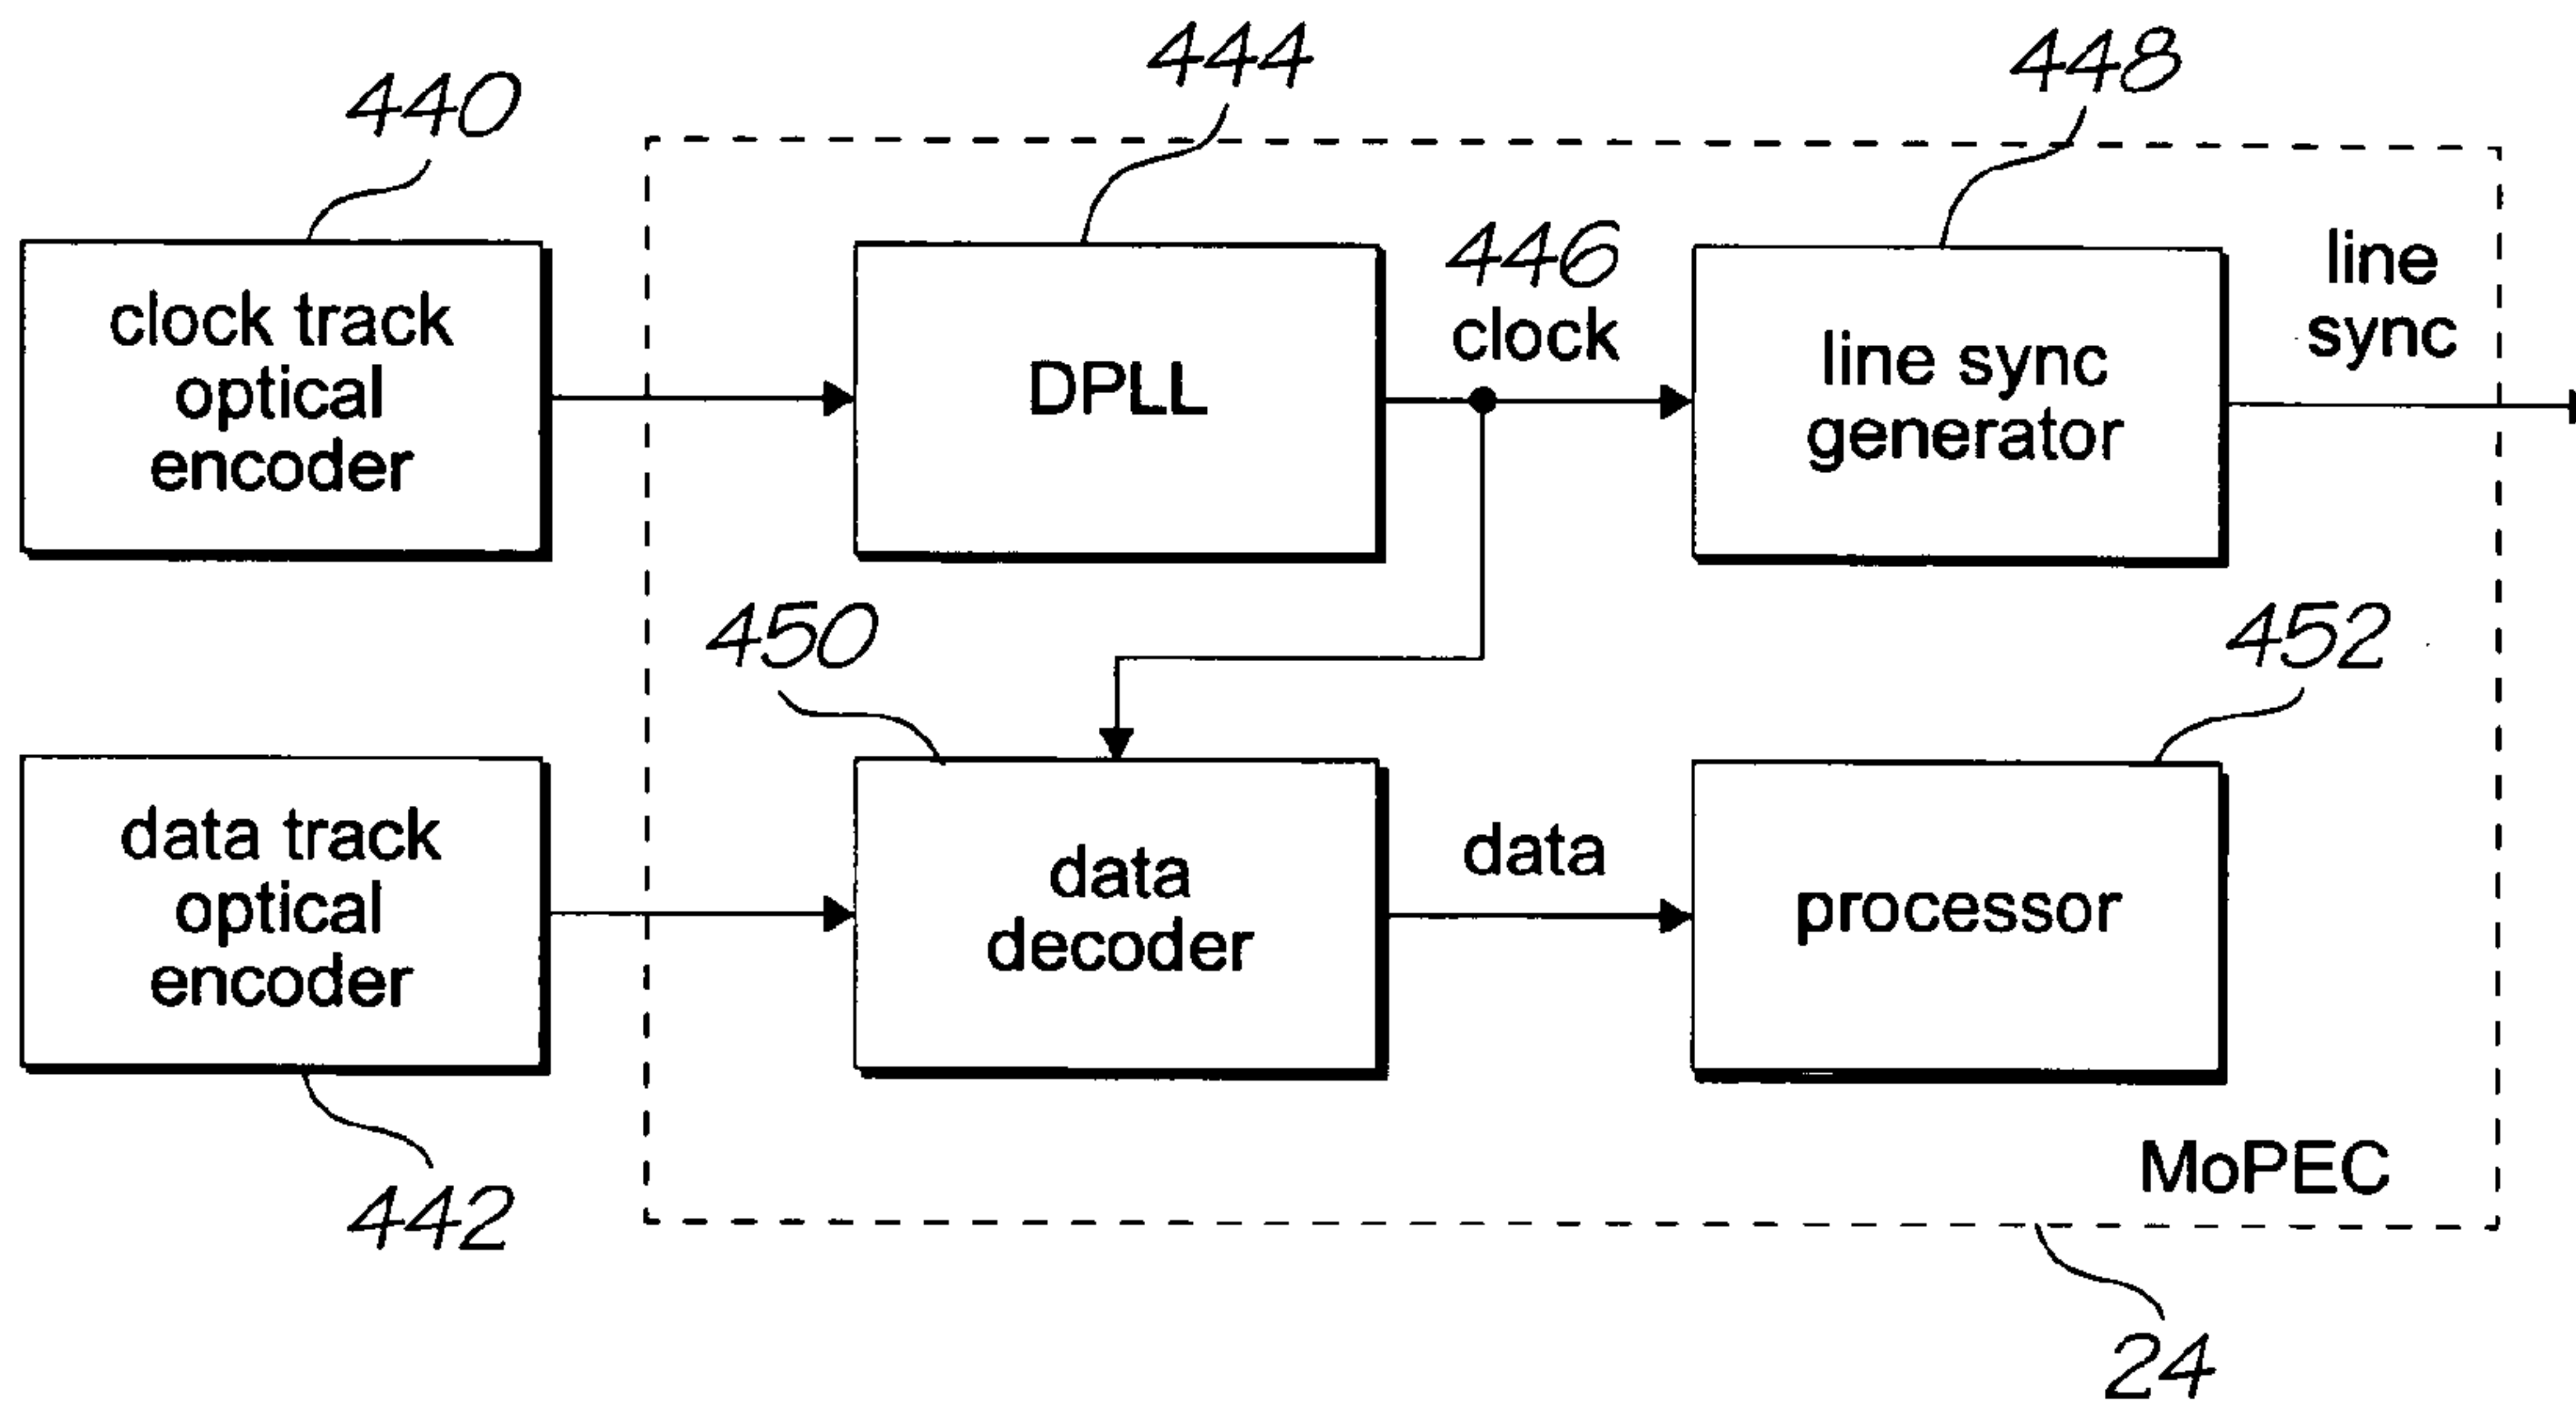 444
448
440
446
clock
line
sync
clock track
optical
encoder
DPLL
line sync
generator
450
452
data track
optical
encoder
data
decoder
data
processor
MoPEC
442
24